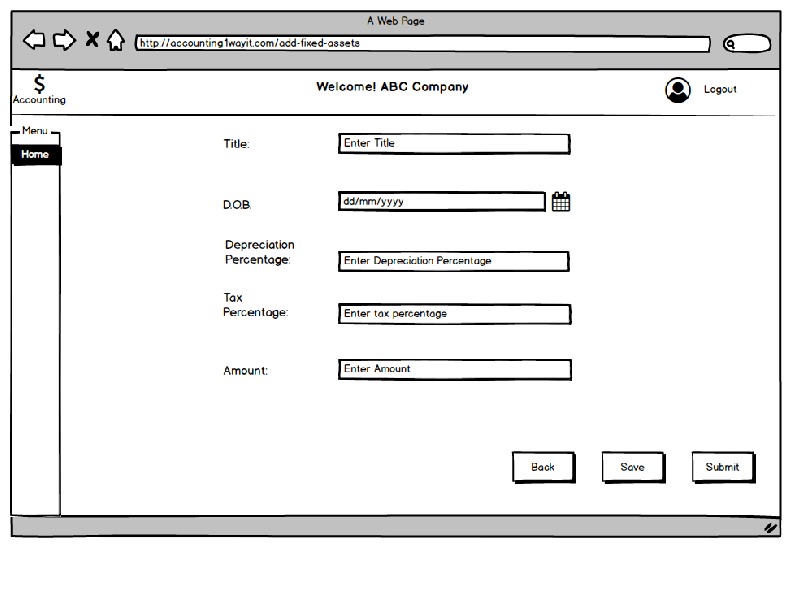 A Web Page
http://accounting1wayit.com/add-fixed-assets
$
Accounting
Welcome! ABC Company
Logout
Menu
Home
Title:
Enter Title
D.O.B.
dd/mm/yyyy
Depreciation
Percentage:
Enter Depreciation Percentage
Tax
Percentage:
Enter tax percentage
Amount:
Enter Amount
Back
Save
Submit